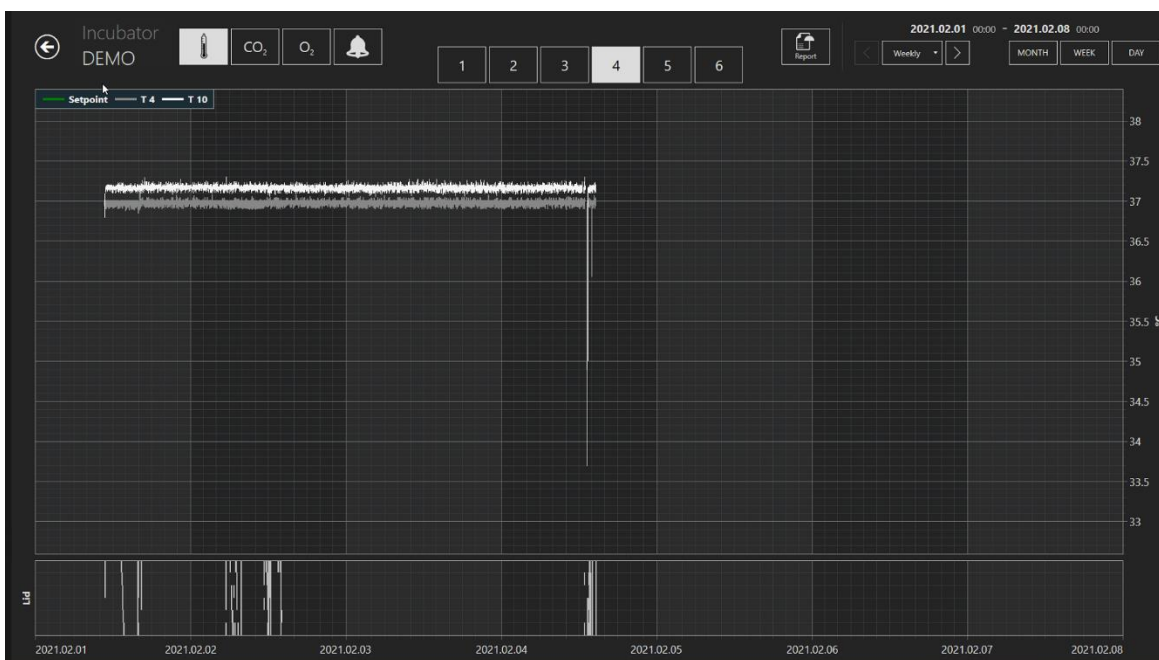 Incubator
DEMO
CO2
O2
1 2 3 4 5 6
Report
2021.02.01 00:00 - 2021.02.08 00:00
< Weekly >
MONTH WEEK DAY
Setpoint T 4 T 10
38
37.5
37
36.5
36
35.5
35
34.5
34
33.5
33
Lid
2021.02.01 2021.02.02 2021.02.03 2021.02.04 2021.02.05 2021.02.06 2021.02.07 2021.02.08